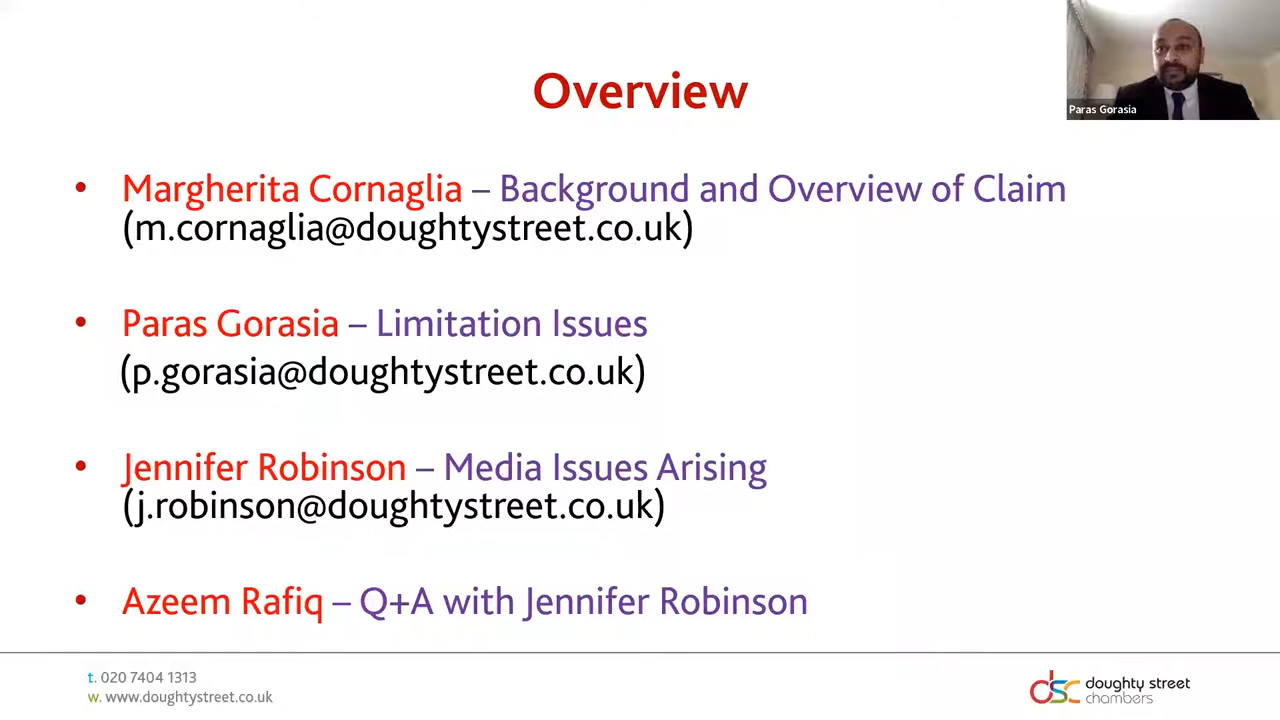 Overview
Paras Gorasia
• Margherita Cornaglia – Background and Overview of Claim
(m.cornaglia@doughtystreet.co.uk)
• Paras Gorasia – Limitation Issues
(p.gorasia@doughtystreet.co.uk)
• Jennifer Robinson – Media Issues Arising
(j.robinson@doughtystreet.co.uk)
• Azeem Rafiq – Q+A with Jennifer Robinson
t. 020 7404 1313
w. www.doughtystreet.co.uk
dsc doughty street
chambers